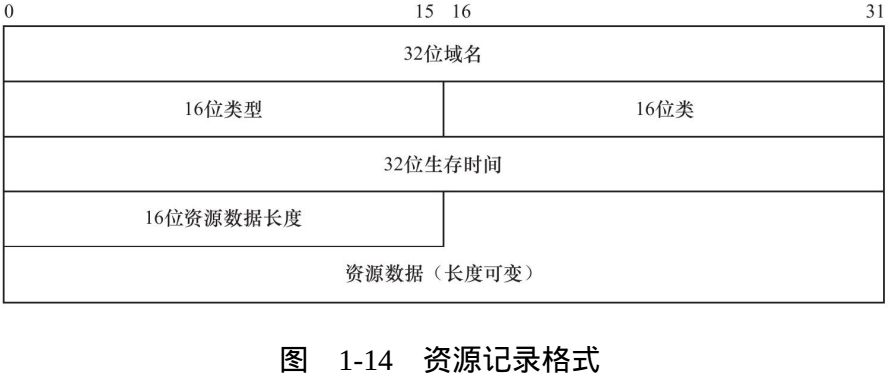 0 15 16 31
32位域名
16位类型 16位类
32位生存时间
16位资源数据长度
资源数据（长度可变）
图 1-14 资源记录格式